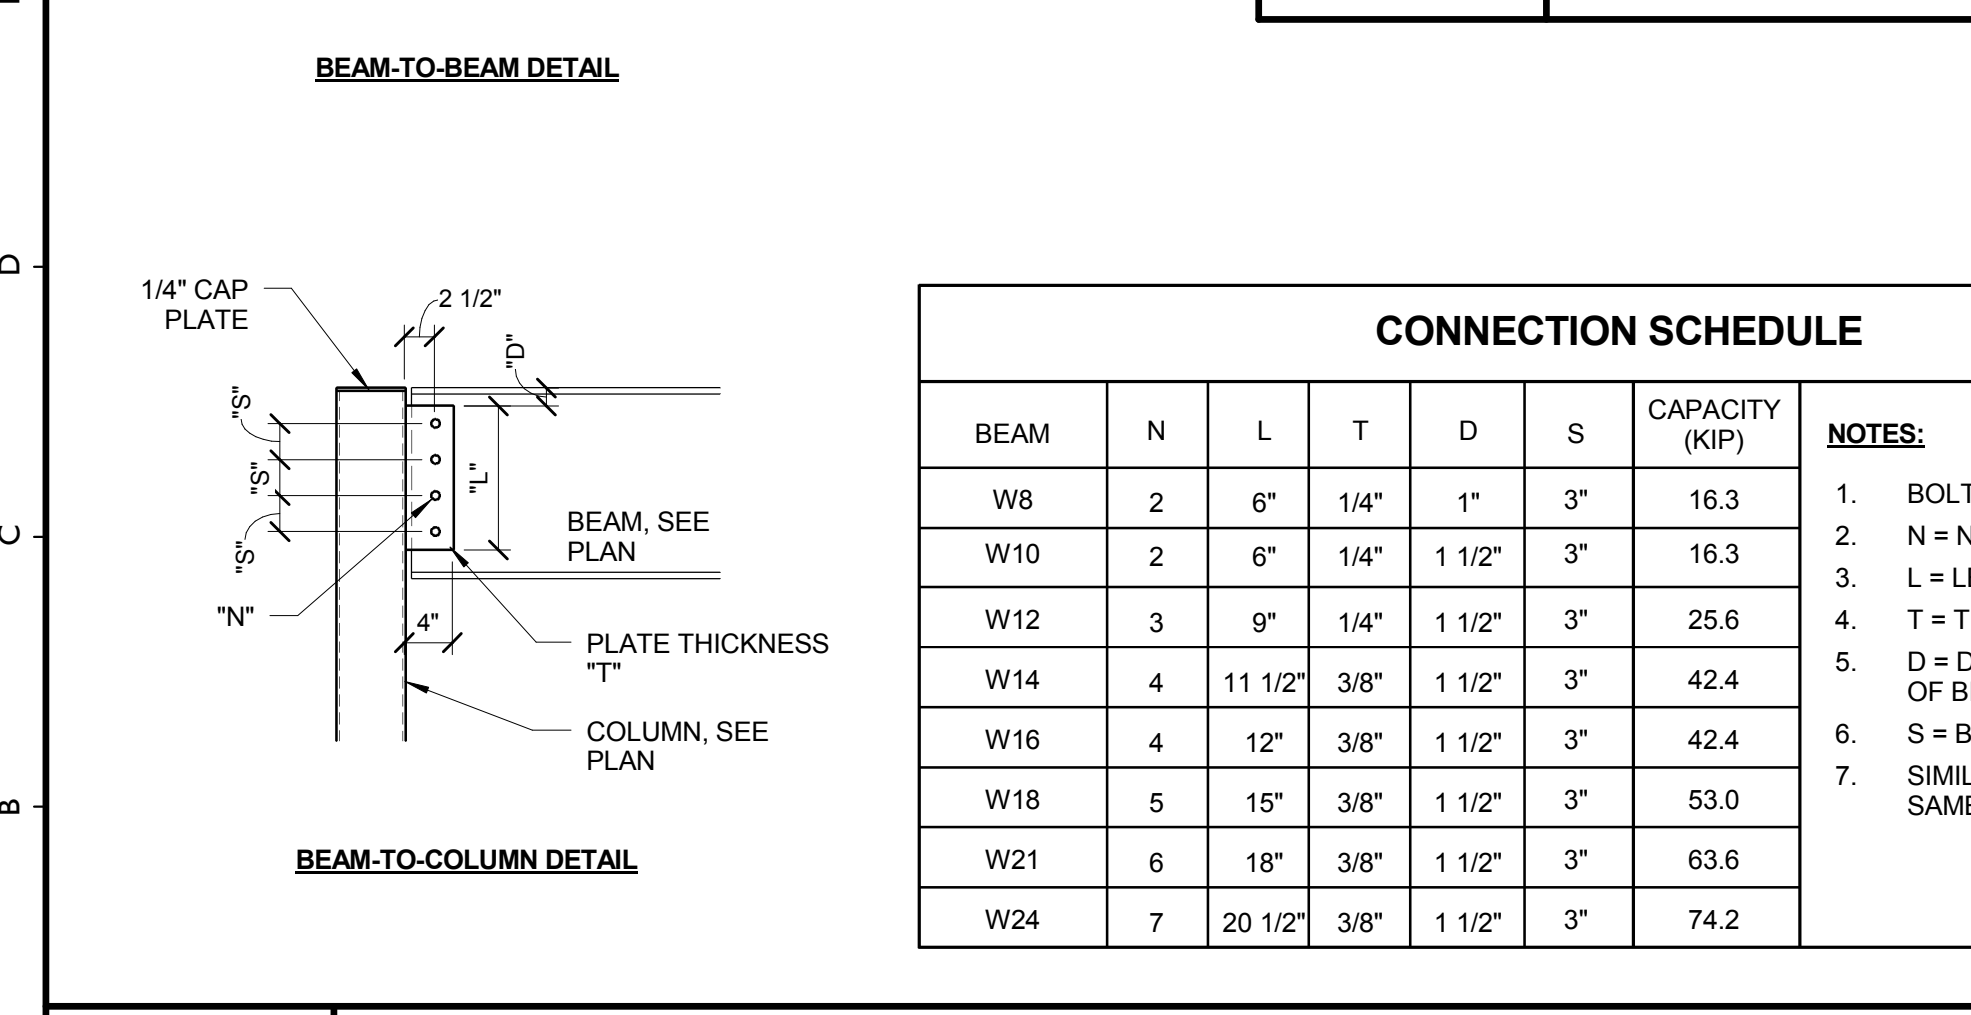 BEAM-TO-BEAM DETAIL
D
C
B
1/4" CAP
PLATE
2 1/2"
"D"
"S"
"S"
"S"
"L"
BEAM, SEE
PLAN
"N"
4"
PLATE THICKNESS
"T"
COLUMN, SEE
PLAN
BEAM-TO-COLUMN DETAIL
CONNECTION SCHEDULE
BEAM N L T D S CAPACITY
(KIP)
W8 2 6" 1/4" 1" 3" 16.3
W10 2 6" 1/4" 1 1/2" 3" 16.3
W12 3 9" 1/4" 1 1/2" 3" 25.6
W14 4 11 1/2" 3/8" 1 1/2" 3" 42.4
W16 4 12" 3/8" 1 1/2" 3" 42.4
W18 5 15" 3/8" 1 1/2" 3" 53.0
W21 6 18" 3/8" 1 1/2" 3" 63.6
W24 7 20 1/2" 3/8" 1 1/2" 3" 74.2
NOTES:
1. BOLT
2. N =
3. L =
4. T =
5. D =
OF
6. S =
7.